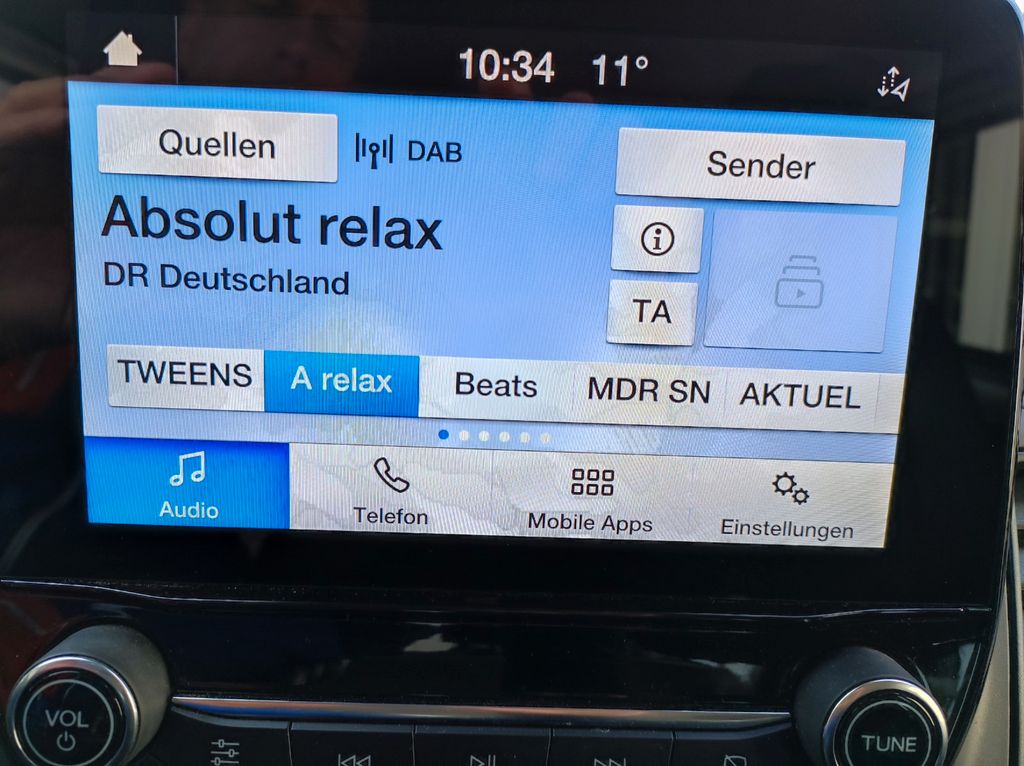 10:34 11°
Quellen DAB Sender
Absolut relax
DR Deutschland
TA
TWEENS A relax Beats MDR SN AKTUEL
Audio Telefon Mobile Apps Einstellungen
VOL TUNE